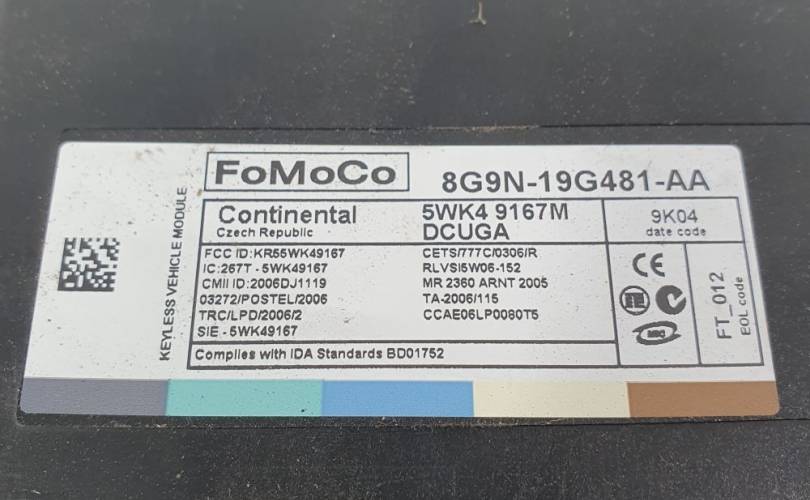 FoMoCo
8G9N-19G481-AA
KEYLESS VEHICLE MODULE
Continental
Czech Republic
5WK4 9167M
DCUGA
9K04
date code
FCC ID:KR55WK49167
IC:267T - 5WK49167
CMII ID:2006DJ1119
03272/POSTEL/2006
TRC/LPD/2006/2
SIE - 5WK49167
CETS/777C/0306/R
RLVSI5W06-152
MR 2360 ARNT 2005
TA-2006/115
CCAE06LP0080T5
CE
FT_012
EOL code
Complies with IDA Standards BD01752